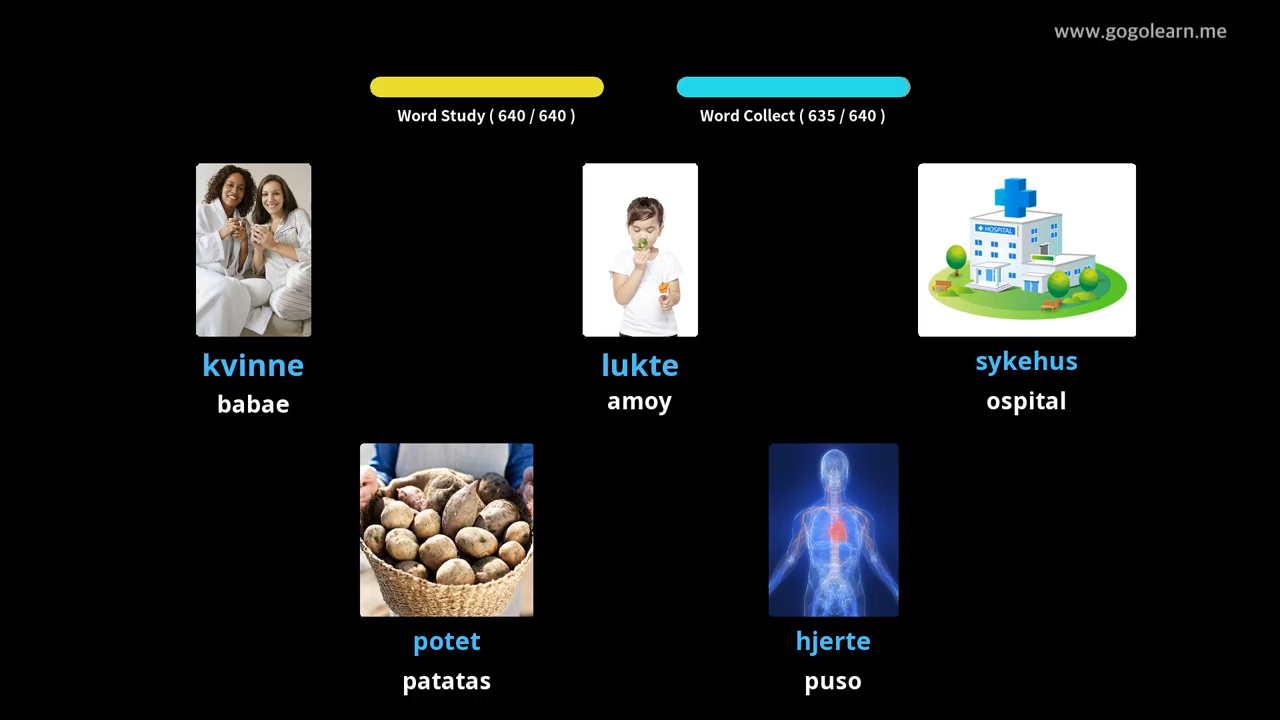 www.gogolearn.me
Word Study ( 640 / 640 )
Word Collect ( 635 / 640 )
HOSPITAL
kvinne
babae
lukte
amoy
sykehus
ospital
potet
patatas
hjerte
puso